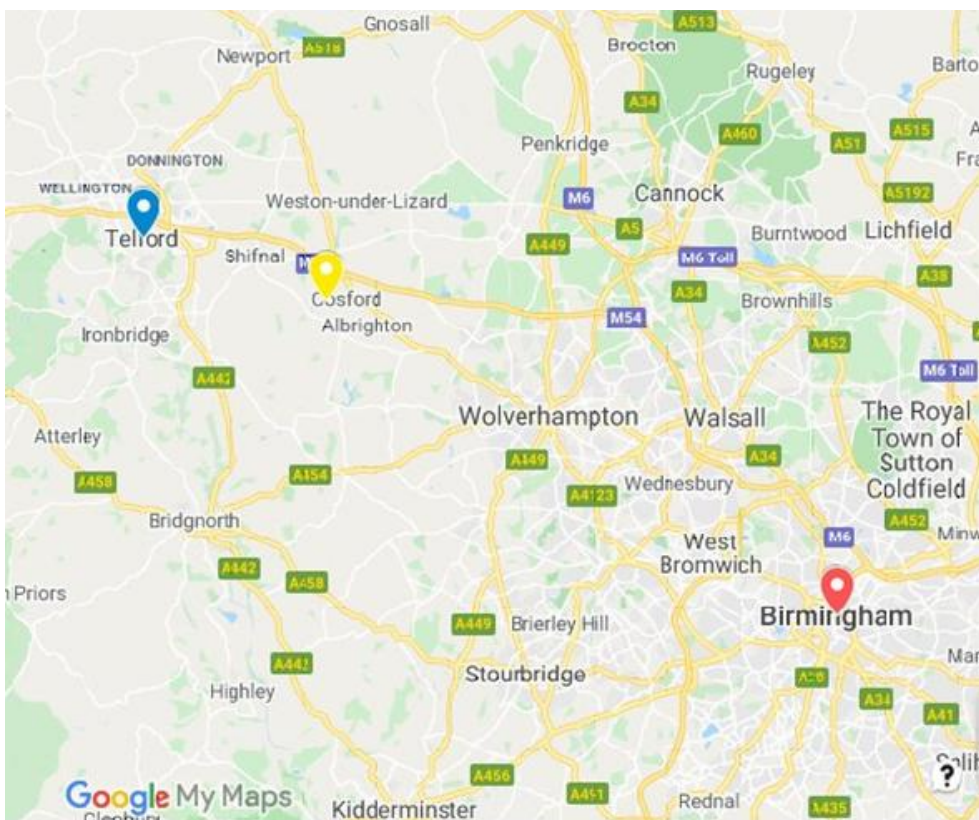 Gnosall
A513
A518
Brocton
Newport
Rugeley
A34
A460
A515
A51
Penkridge
DONNINGTON
WELLINGTON
Cannock
A5192
M6
Weston-under-Lizard
Telford
A5
Burntwood
Lichfield
A449
Shifnal
M6 Toll
A38
Cosford
A34
Brownhills
Albrighton
M54
Ironbridge
A452
M6 Toll
A442
Wolverhampton
Walsall
The Royal
Town of
Sutton
Coldfield
Atterley
A34
A449
A454
A458
Wednesbury
A4123
Bridgnorth
A452
M6
West
Bromwich
A442
A458
Priors
Birmingham
A449
Brierley Hill
A442
Stourbridge
A38
Highley
A34
A41
A456
Google My Maps
?
A491
Rednal
Kidderminster
A435